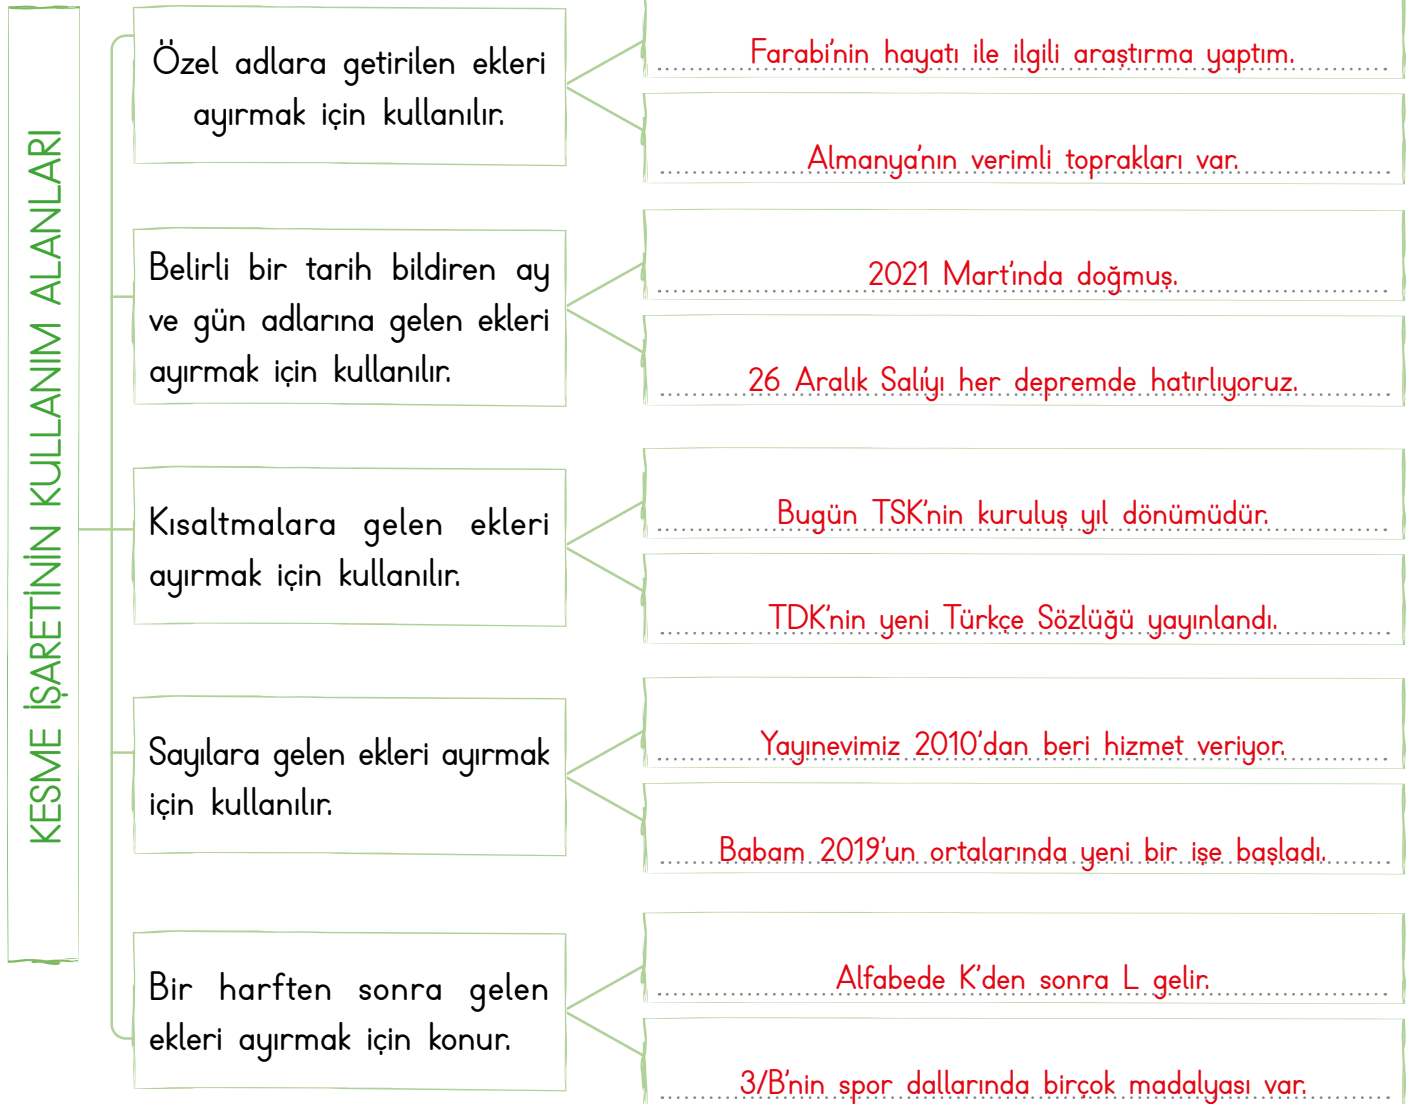 KESME İŞARETİNİN KULLANIM ALANLARI
Özel adlara getirilen ekleri
ayırmak için kullanılır.
Farabi'nin hayatı ile ilgili araştırma yaptım.
Almanya'nın verimli toprakları var.
Belirli bir tarih bildiren ay
ve gün adlarına gelen ekleri
ayırmak için kullanılır.
2021 Mart'ında doğmuş.
26 Aralık Salı'yı her depremde hatırlıyoruz.
Kısaltmalara gelen ekleri
ayırmak için kullanılır.
Bugün TSK'nin kuruluş yıl dönümüdür.
TDK'nin yeni Türkçe Sözlüğü yayınlandı.
Sayılara gelen ekleri ayırmak
için kullanılır.
Yayınevimiz 2010'dan beri hizmet veriyor.
Babam 2019'un ortalarında yeni bir işe başladı.
Bir harften sonra gelen
ekleri ayırmak için konur.
Alfabede K'den sonra L gelir.
3/B'nin spor dallarında birçok madalyası var.